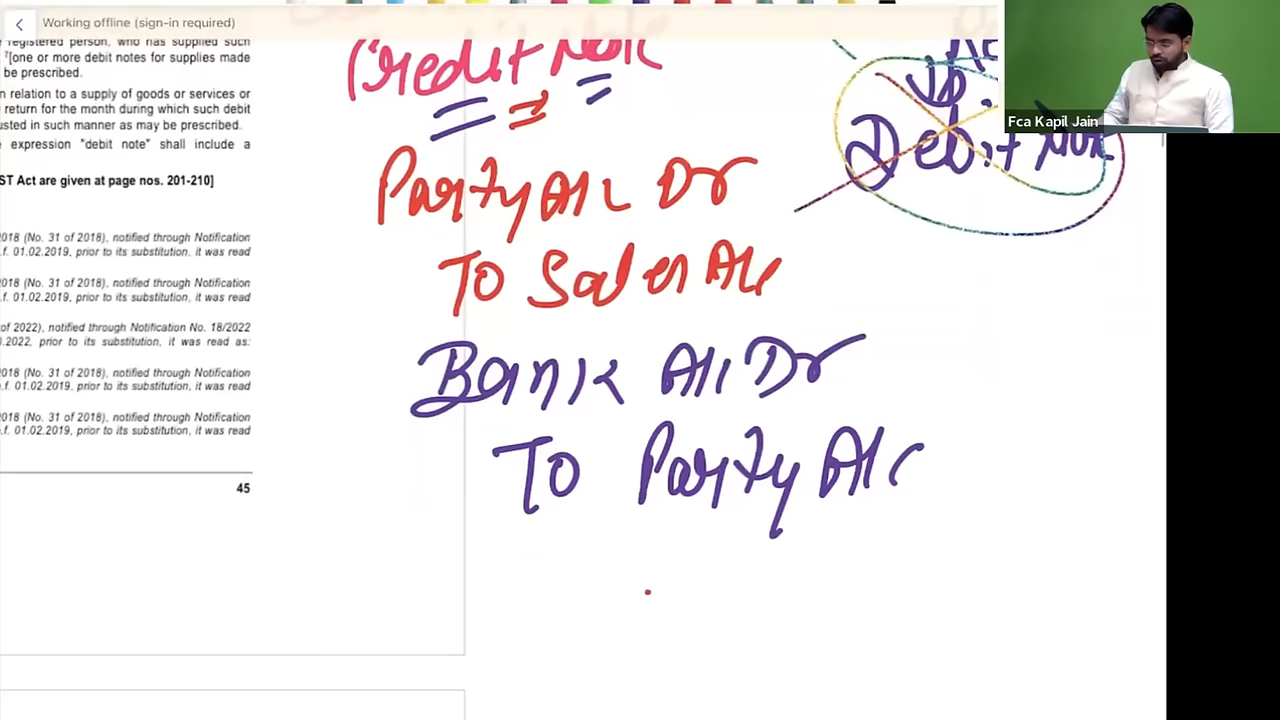 Working offline (sign-in required)
registered person, who has supplied such
7[one or more debit notes for supplies made
be prescribed.
n relation to a supply of goods or services or
return for the month during which such debit
usted in such manner as may be prescribed.
expression "debit note" shall include a
ST Act are given at page nos. 201-210]
2018 (No. 31 of 2018), notified through Notification
.f. 01.02.2019, prior to its substitution, it was read
2018 (No. 31 of 2018), notified through Notification
.f. 01.02.2019, prior to its substitution, it was read
of 2022), notified through Notification No. 18/2022
.2022, prior to its substitution, it was read as:
2018 (No. 31 of 2018), notified through Notification
.f. 01.02.2019, prior to its substitution, it was read
2018 (No. 31 of 2018), notified through Notification
.f. 01.02.2019, prior to its substitution, it was read
45
Credit Note
Party A/c Dr
To Sales A/c
Bank A/c Dr
To Party A/c
Debit Note
Fca Kapil Jain